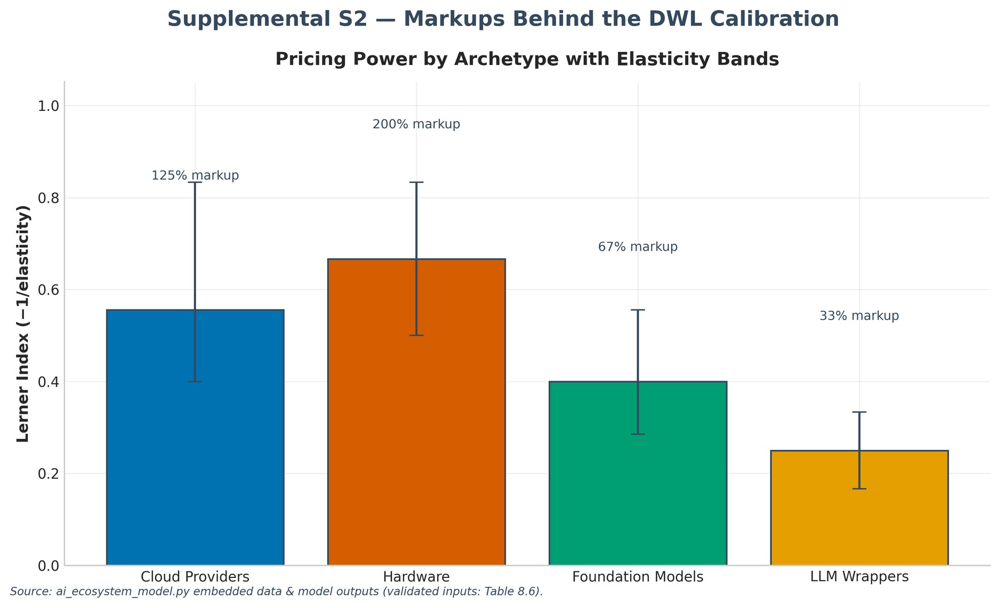 Supplemental S2 — Markups Behind the DWL Calibration
Pricing Power by Archetype with Elasticity Bands
Lerner Index (−1/elasticity)
1.0
0.8
0.6
0.4
0.2
0.0
125% markup
200% markup
67% markup
33% markup
Cloud Providers
Hardware
Foundation Models
LLM Wrappers
Source: ai_ecosystem_model.py embedded data & model outputs (validated inputs: Table 8.6).